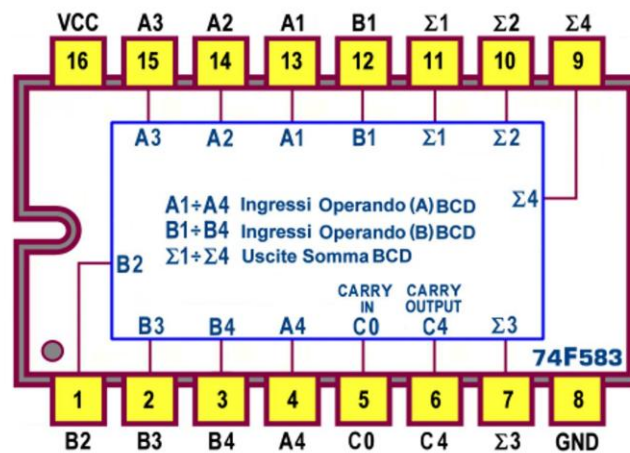 VCC A3 A2 A1 B1 Σ1 Σ2 Σ4
16 15 14 13 12 11 10 9
A3 A2 A1 B1 Σ1 Σ2
A1÷A4 Ingressi Operando (A) BCD
Σ4
B1÷B4 Ingressi Operando (B) BCD
Σ1÷Σ4 Uscite Somma BCD
B2
CARRY IN CARRY OUTPUT
B3 B4 A4 C0 C4 Σ3
74F583
1 2 3 4 5 6 7 8
B2 B3 B4 A4 C0 C4 Σ3 GND